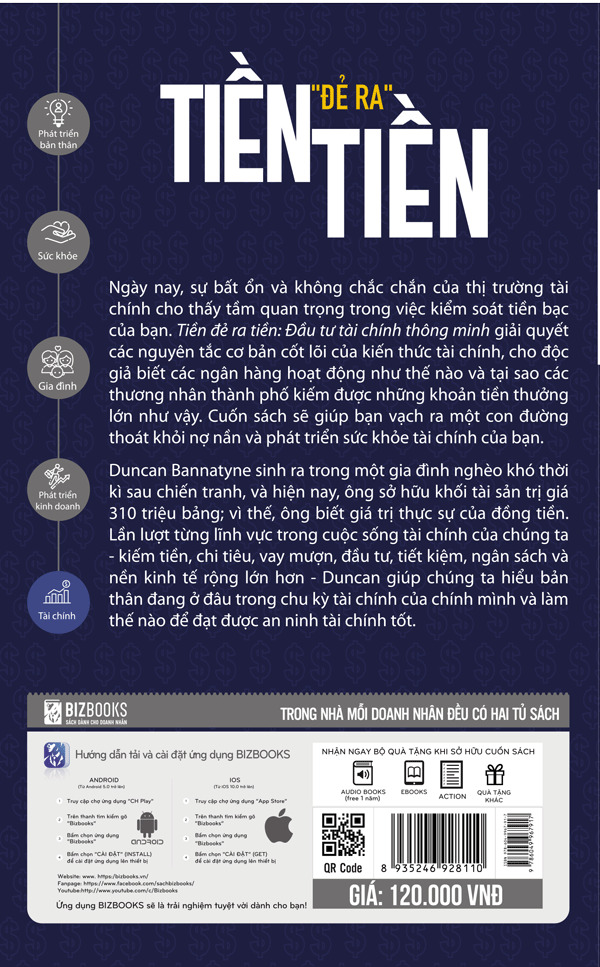 TIỀN
"ĐẺ RA"
TIỀN
Phát triển
bản thân
Sức khỏe
Gia đình
Phát triển
kinh doanh
Tài chính
Ngày nay, sự bất ổn và không chắc chắn của thị trường tài
chính cho thấy tầm quan trọng trong việc kiểm soát tiền bạc
của bạn. Tiền đẻ ra tiền: Đầu tư tài chính thông minh giải quyết
các nguyên tắc cơ bản cốt lõi của kiến thức tài chính, cho độc
giả biết các ngân hàng hoạt động như thế nào và tại sao các
thương nhân thành phố kiếm được những khoản tiền thưởng
lớn như vậy. Cuốn sách sẽ giúp bạn vạch ra một con đường
thoát khỏi nợ nần và phát triển sức khỏe tài chính của bạn.
Duncan Bannatyne sinh ra trong một gia đình nghèo khó thời
kì sau chiến tranh, và hiện nay, ông sở hữu khối tài sản trị giá
310 triệu bảng; vì thế, ông biết giá trị thực sự của đồng tiền.
Lần lượt từng lĩnh vực trong cuộc sống tài chính của chúng ta
- kiếm tiền, chi tiêu, vay mượn, đầu tư, tiết kiệm, ngân sách và
nền kinh tế rộng lớn hơn - Duncan giúp chúng ta hiểu bản
thân đang ở đâu trong chu kỳ tài chính của chính mình và làm
thế nào để đạt được an ninh tài chính tốt.
BIZBOOKS
SÁCH DÀNH CHO DOANH NHÂN
TRONG NHÀ MỖI DOANH NHÂN ĐỀU CÓ HAI TỦ SÁCH
Hướng dẫn tải và cài đặt ứng dụng BIZBOOKS
ANDROID
(Từ Android 5.0 trở lên)
Truy cập chợ ứng dụng "CH Play"
Trên thanh tìm kiếm gõ
"Bizbooks"
Bấm chọn ứng dụng
"Bizbooks"
Bấm chọn "CÀI ĐẶT" (INSTALL)
để cài đặt ứng dụng lên thiết bị
ANDROID
IOS
(Từ iOS 10.0 trở lên)
Truy cập chợ ứng dụng "App Store"
Trên thanh tìm kiếm gõ
"Bizbooks"
Bấm chọn ứng dụng
"Bizbooks"
Bấm chọn "CÀI ĐẶT" (GET)
để cài đặt ứng dụng lên thiết bị
Website: www. https://bizbooks.vn/
Fanpage: https://www.facebook.com/sachbizbooks/
Youtube:http://www.youtube.com/c/Bizbooks
Ứng dụng BIZBOOKS sẽ là trải nghiệm tuyệt vời dành cho bạn!
NHẬN NGAY BỘ QUÀ TẶNG KHI SỞ HỮU CUỐN SÁCH
AUDIO BOOKS
(free 1 năm)
EBOOKS
ACTION
QUÀ TẶNG
KHÁC
QR Code
8 935246 928110
GIÁ: 120.000 VNĐ